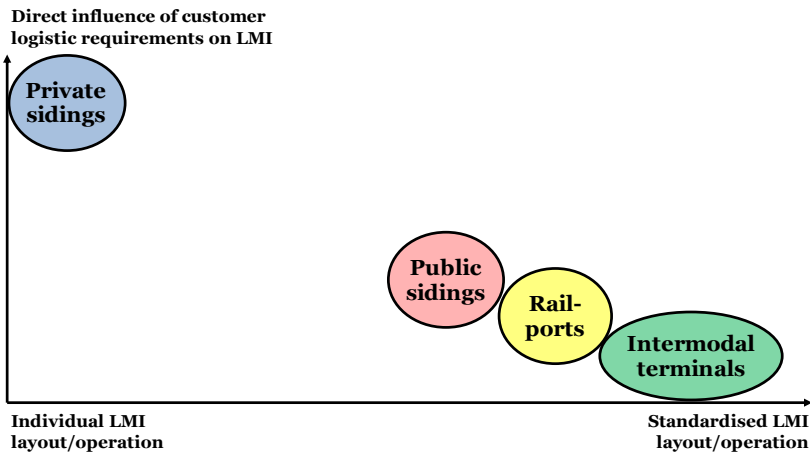 Direct influence of customer
logistic requirements on LMI
Private
sidings
Public
sidings
Rail-
ports
Intermodal
terminals
Individual LMI
layout/operation
Standardised LMI
layout/operation